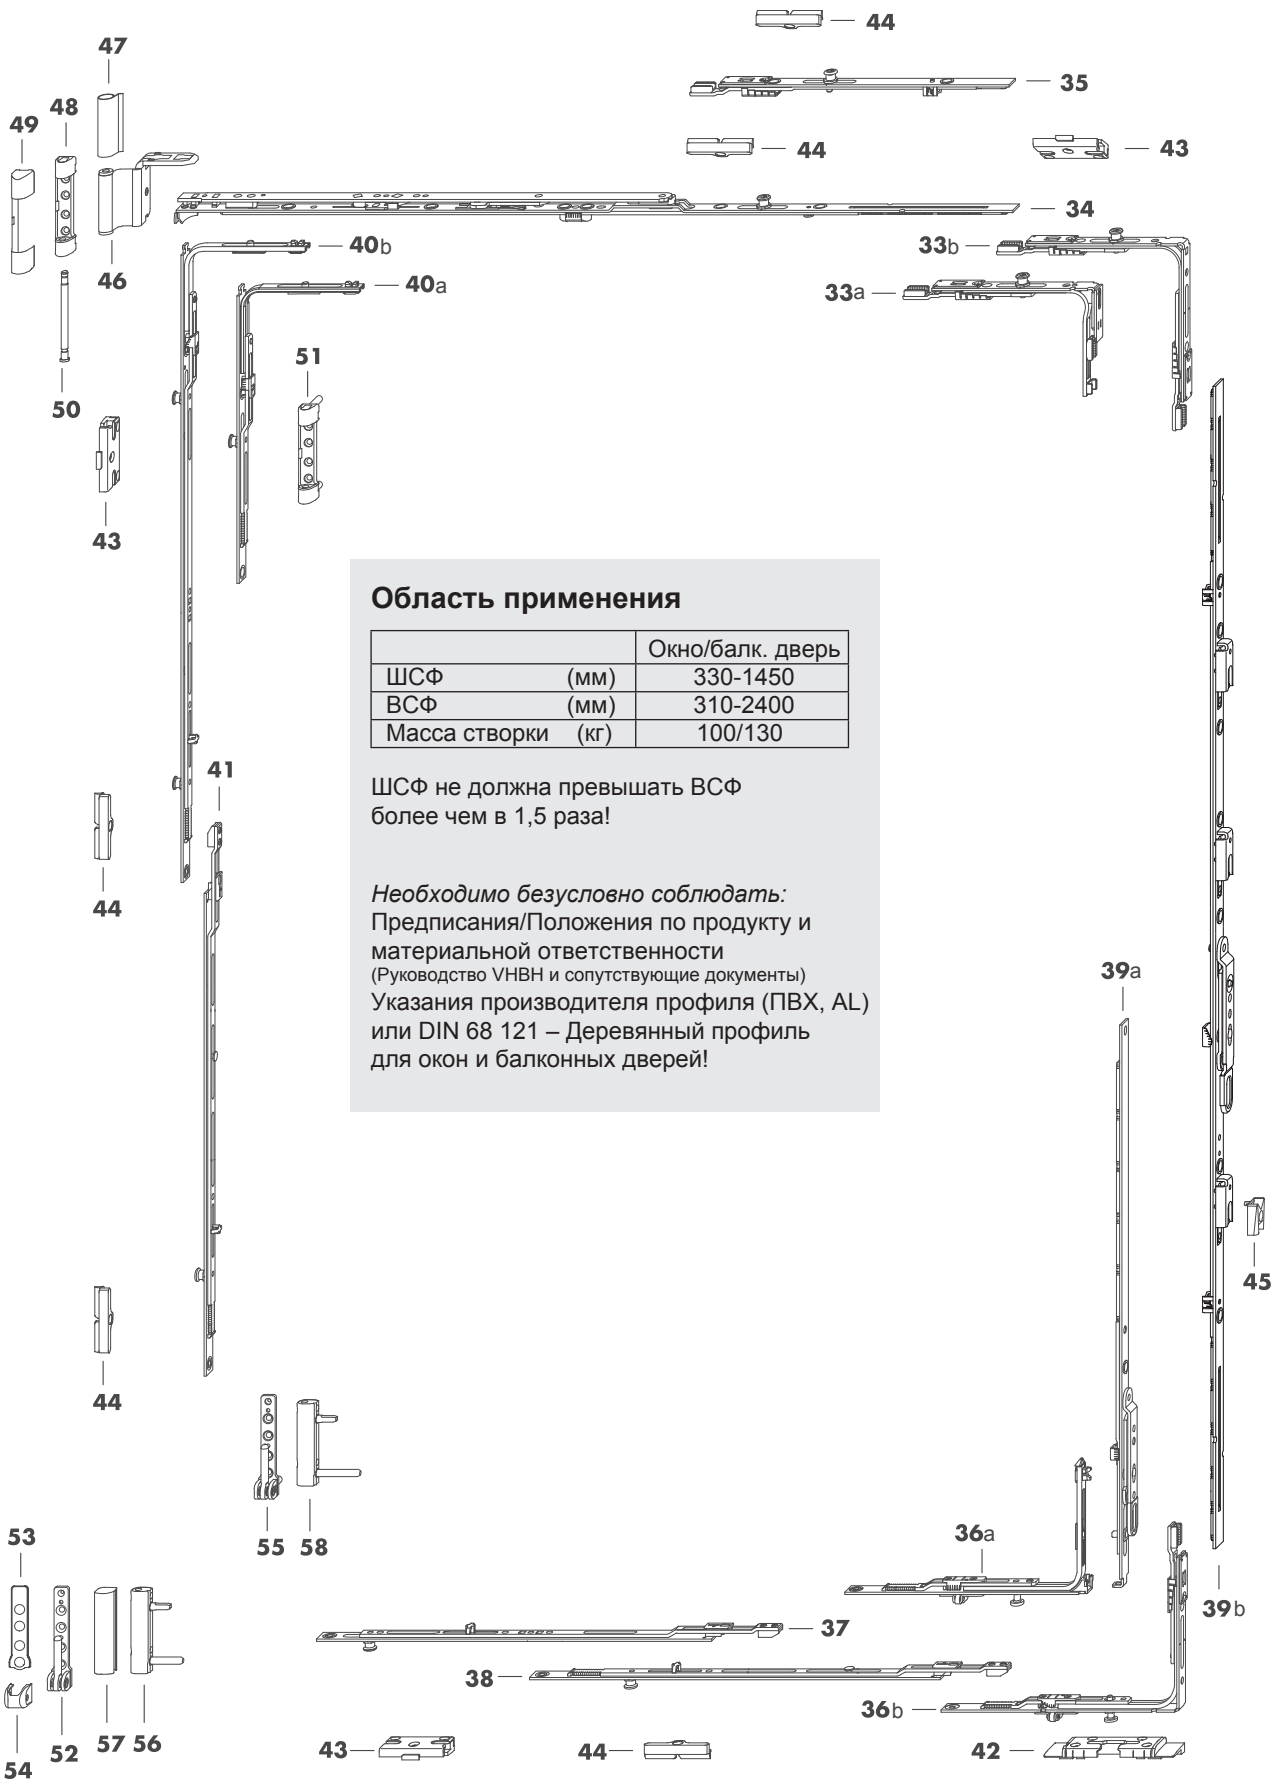 44
47
35
48
49
44
43
34
40b
33b
46
40a
33a
51
50
43
Область применения
Окно/балк. дверь
ШСФ (мм) 330-1450
ВСФ (мм) 310-2400
Масса створки (кг) 100/130
ШСФ не должна превышать ВСФ
более чем в 1,5 раза!
41
Необходимо безусловно соблюдать:
Предписания/Положения по продукту и
материальной ответственности
(Руководство VHBH и сопутствующие документы)
Указания производителя профиля (ПВХ, AL)
или DIN 68 121 – Деревянный профиль
для окон и балконных дверей!
44
39a
45
44
55 58
53
36a
39b
37
38
36b
54 52 57 56
43
44
42